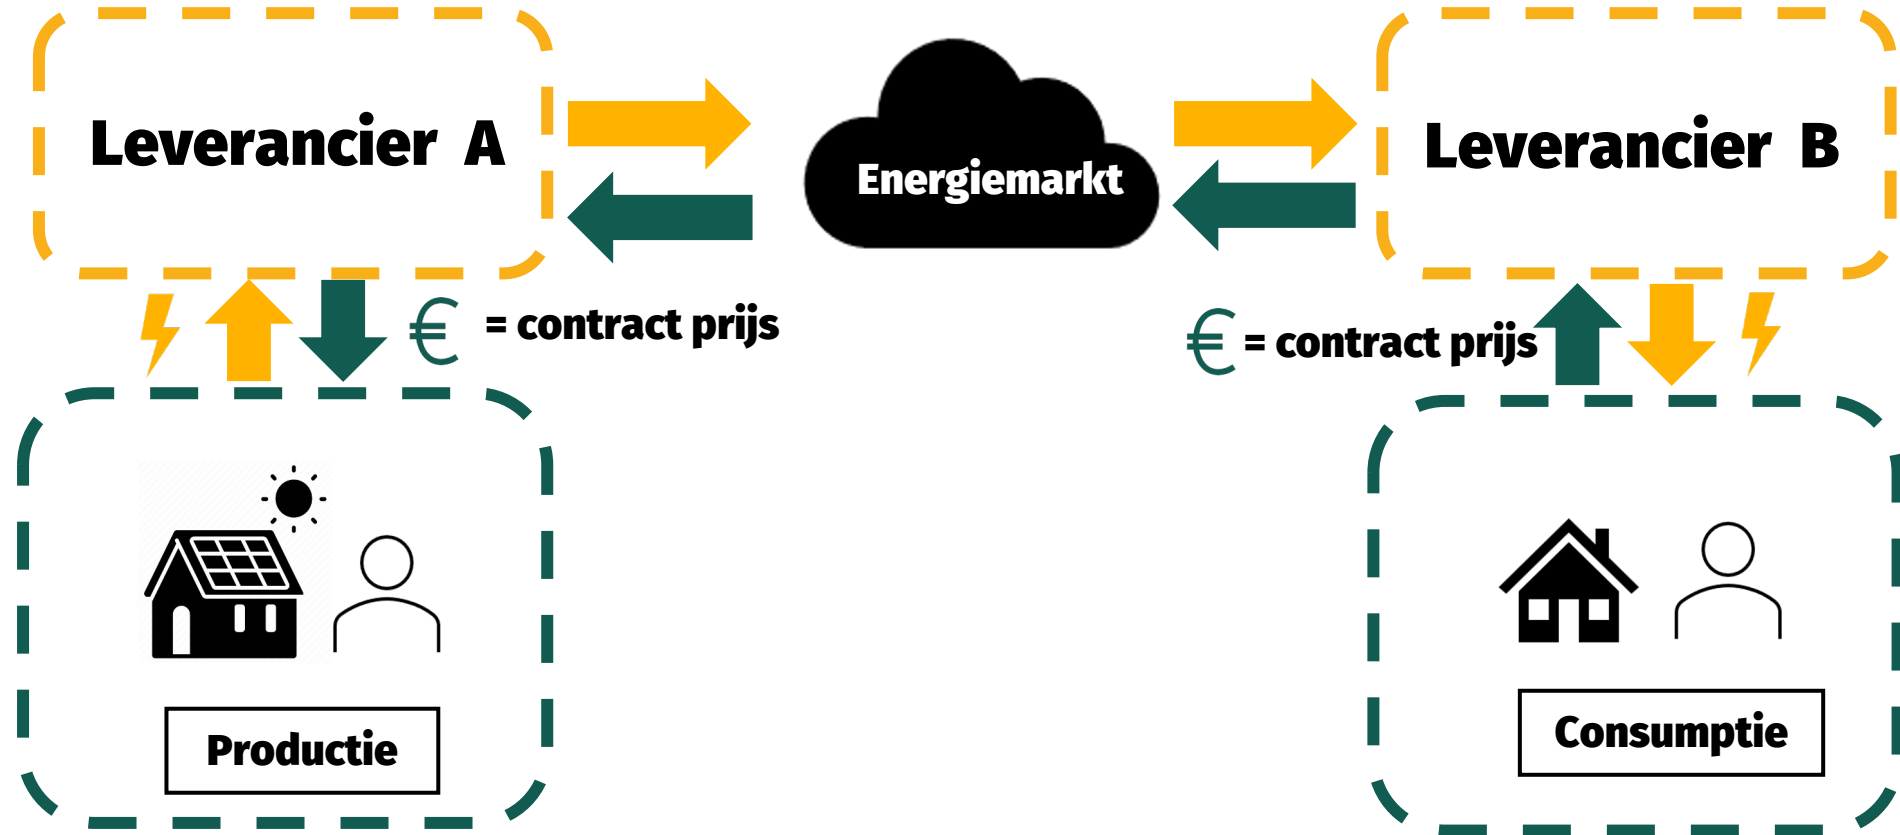 Leverancier A
Energiemarkt
Leverancier B
€ = contract prijs
€ = contract prijs
Productie
Consumptie